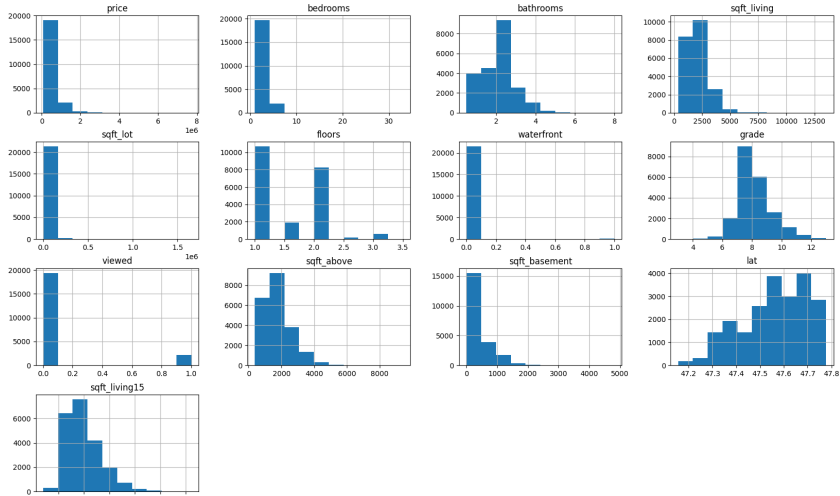 price
bedrooms
bathrooms
sqft_living
20000
15000
10000
5000
0
0 2 4 6 8
1e6
20000
15000
10000
5000
0
0 10 20 30
8000
6000
4000
2000
0
2 4 6 8
10000
8000
6000
4000
2000
0
0 2500 5000 7500 10000 12500
sqft_lot
floors
waterfront
grade
20000
15000
10000
5000
0
0.0 0.5 1.0 1.5
1e6
10000
8000
6000
4000
2000
0
1.0 1.5 2.0 2.5 3.0 3.5
20000
15000
10000
5000
0
0.0 0.2 0.4 0.6 0.8 1.0
8000
6000
4000
2000
0
4 6 8 10 12
viewed
sqft_above
sqft_basement
lat
20000
15000
10000
5000
0
0.0 0.2 0.4 0.6 0.8 1.0
8000
6000
4000
2000
0
0 2000 4000 6000 8000
15000
10000
5000
0
0 1000 2000 3000 4000 5000
4000
3000
2000
1000
0
47.2 47.3 47.4 47.5 47.6 47.7 47.8
sqft_living15
6000
4000
2000
0